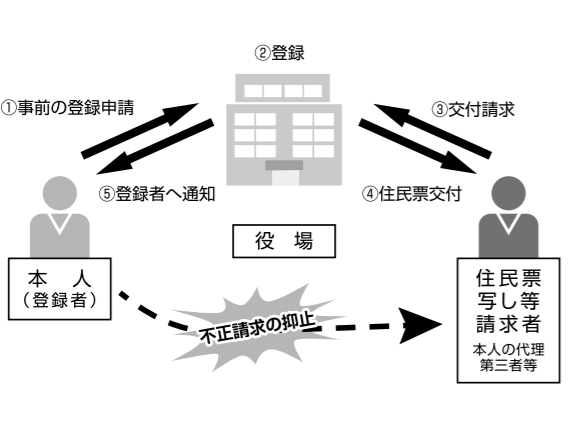 ②登録
①事前の登録申請
③交付請求
⑤登録者へ通知
④住民票交付
役　場
本　人
（登録者）
不正請求の抑止
住民票
写し等
請求者
本人の代理
第三者等